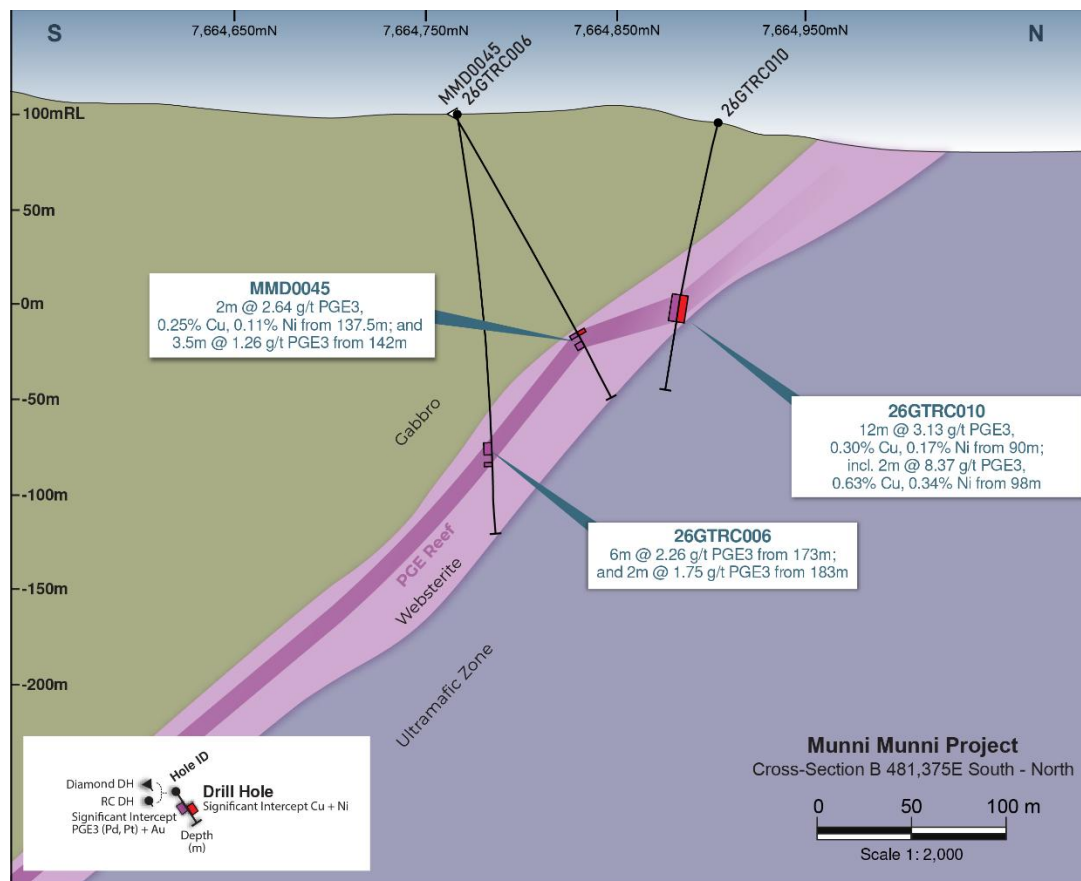 S
7,664,650mN
7,664,750mN
7,664,850mN
7,664,950mN
N
MMD0045
26GTRC006
26GTRC010
100mRL
50m
0m
-50m
-100m
-150m
-200m
MMD0045
2m @ 2.64 g/t PGE3,
0.25% Cu, 0.11% Ni from 137.5m; and
3.5m @ 1.26 g/t PGE3 from 142m
26GTRC010
12m @ 3.13 g/t PGE3,
0.30% Cu, 0.17% Ni from 90m;
incl. 2m @ 8.37 g/t PGE3,
0.63% Cu, 0.34% Ni from 98m
26GTRC006
6m @ 2.26 g/t PGE3 from 173m;
and 2m @ 1.75 g/t PGE3 from 183m
Gabbro
PGE Reef
Websterite
Ultramafic Zone
Hole ID
Diamond DH
RC DH
Drill Hole
Significant Intercept Cu + Ni
Significant Intercept
PGE3 (Pd, Pt) + Au
Depth
(m)
Munni Munni Project
Cross-Section B 481,375E South - North
0 50 100 m
Scale 1: 2,000